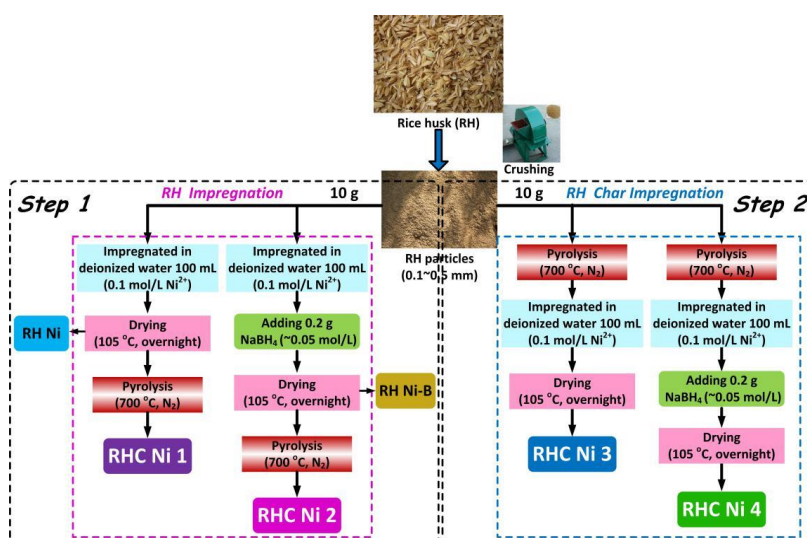 Rice husk (RH)
Crushing
Step 1
RH Impregnation
10 g
RH particles
(0.1~0.5 mm)
10 g
RH Char Impregnation
Step 2
Impregnated in
deionized water 100 mL
(0.1 mol/L Ni²⁺)
Drying
(105 °C, overnight)
RH Ni
Pyrolysis
(700 °C, N₂)
RHC Ni 1
Impregnated in
deionized water 100 mL
(0.1 mol/L Ni²⁺)
Adding 0.2 g
NaBH₄ (~0.05 mol/L)
Drying
(105 °C, overnight)
RH Ni-B
Pyrolysis
(700 °C, N₂)
RHC Ni 2
Pyrolysis
(700 °C, N₂)
Impregnated in
deionized water 100 mL
(0.1 mol/L Ni²⁺)
Drying
(105 °C, overnight)
RHC Ni 3
Pyrolysis
(700 °C, N₂)
Impregnated in
deionized water 100 mL
(0.1 mol/L Ni²⁺)
Adding 0.2 g
NaBH₄ (~0.05 mol/L)
Drying
(105 °C, overnight)
RHC Ni 4